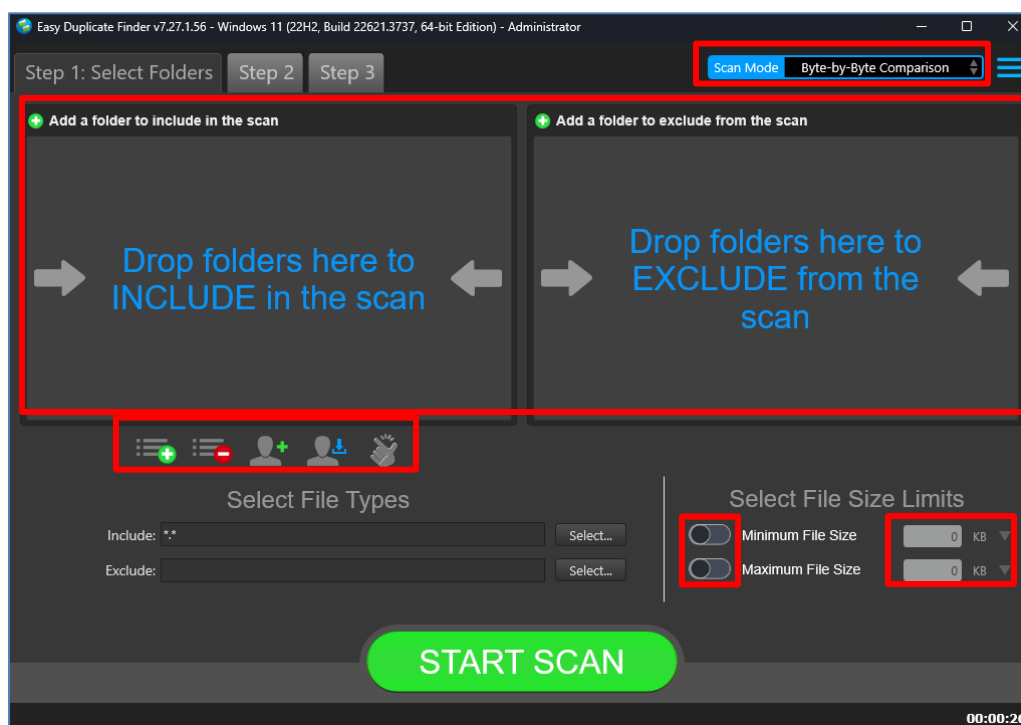 Easy Duplicate Finder v7.27.1.56 - Windows 11 (22H2, Build 22621.3737, 64-bit Edition) - Administrator
Step 1: Select Folders Step 2 Step 3 Scan Mode Byte-by-Byte Comparison
Add a folder to include in the scan Add a folder to exclude from the scan
Drop folders here to
INCLUDE in the scan
Drop folders here to
EXCLUDE from the
scan
Select File Types Select File Size Limits
Include: *.* Select... Minimum File Size 0 KB
Exclude: Select... Maximum File Size 0 KB
START SCAN